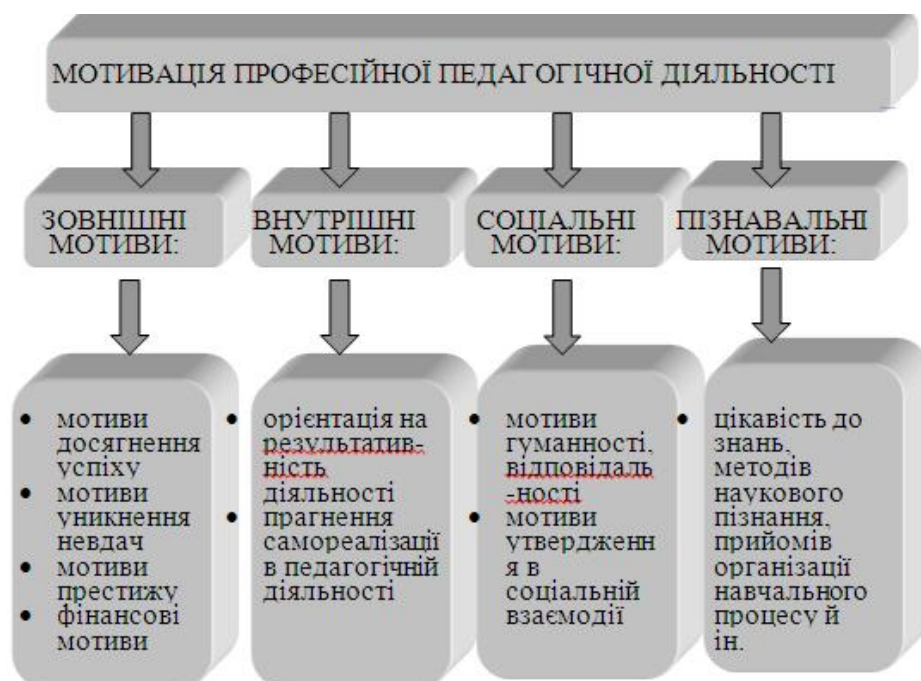 МОТИВАЦІЯ ПРОФЕСІЙНОЇ ПЕДАГОГІЧНОЇ ДІЯЛЬНОСТІ
ЗОВНІШНІ
МОТИВИ:
ВНУТРІШНІ
МОТИВИ:
СОЦІАЛЬНІ
МОТИВИ:
ПІЗНАВАЛЬНІ
МОТИВИ:
• мотиви
досягнення
успіху
• мотиви
уникнення
невдач
• мотиви
престижу
• фінансові
мотиви
• орієнтація на
результатив-
ність
діяльності
• прагнення
самореалізації
в педагогічній
діяльності
• мотиви
гуманності,
відповідаль
-ності
• мотиви
утвердженн
я в
соціальній
взаємодії
• цікавість до
знань,
методів
наукового
пізнання,
прийомів
організації
навчального
процесу й
ін.